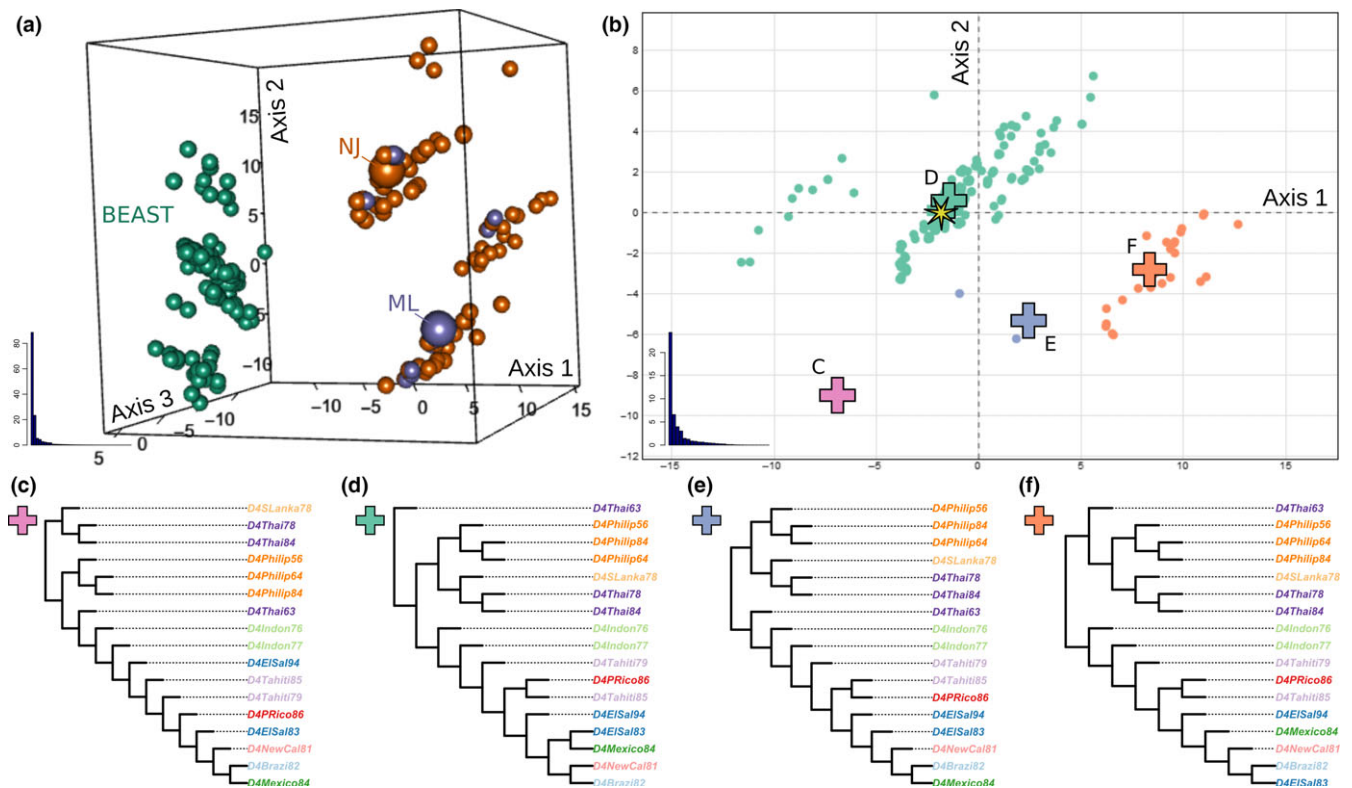 (a)
Axis 2
15
10
5
0
-5
-10
NJ
BEAST
ML
Axis 1
Axis 3
-10
-5
0
5
10
15
-10
-5
0
5
80
60
40
20
0
(b)
Axis 2
Axis 1
8
6
4
2
0
-2
-4
-6
-8
-10
-12
-15
-10
-5
0
5
10
15
D
F
E
C
20
15
10
5
0
(c)
D4SLanka78
D4Thai78
D4Thai84
D4Philip56
D4Philip64
D4Philip84
D4Thai63
D4Indon76
D4Indon77
D4ElSal94
D4Tahiti85
D4Tahiti79
D4PRico86
D4ElSal83
D4NewCal81
D4Brazi82
D4Mexico84
(d)
D4Thai63
D4Philip56
D4Philip84
D4Philip64
D4SLanka78
D4Thai78
D4Thai84
D4Indon76
D4Indon77
D4Tahiti79
D4PRico86
D4Tahiti85
D4ElSal94
D4ElSal83
D4Mexico84
D4NewCal81
D4Brazi82
(e)
D4Philip56
D4Philip84
D4Philip64
D4SLanka78
D4Thai78
D4Thai84
D4Thai63
D4Indon76
D4Indon77
D4Tahiti79
D4Tahiti85
D4PRico86
D4ElSal94
D4ElSal83
D4NewCal81
D4Brazi82
D4Mexico84
(f)
D4Thai63
D4Philip56
D4Philip64
D4Philip84
D4SLanka78
D4Thai78
D4Thai84
D4Indon76
D4Indon77
D4Tahiti79
D4PRico86
D4Tahiti85
D4ElSal94
D4Mexico84
D4NewCal81
D4Brazi82
D4ElSal83